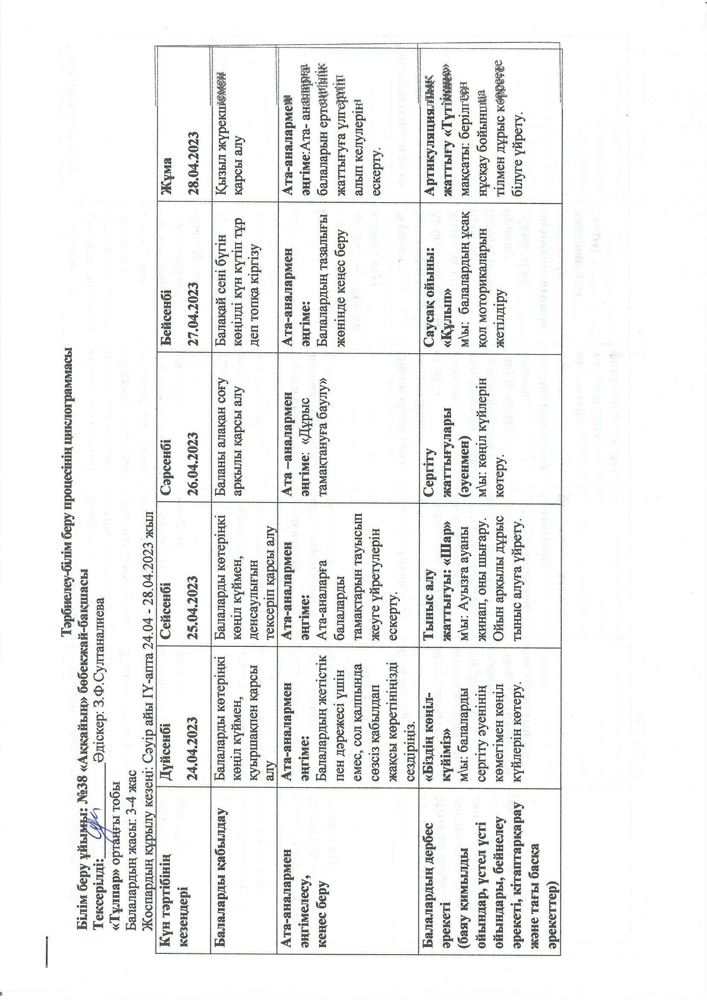 Тәрбиелеу-білім беру процесінің циклограммасы
Білім беру ұйымы: №38 «Аққайың» бөбекжай-бақшасы
Тексерілді: Әдіскер: З.Ф.Султаналиева
«Тұлпар» ортаңғы тобы
Балалардың жасы: 3-4 жас
Жоспардың құрылу кезеңі: Сәуір айы ІҮ-апта 24.04 - 28.04.2023 жыл
Күн тәртібінің
кезеңдері
Дүйсенбі
24.04.2023
Сейсенбі
25.04.2023
Сәрсенбі
26.04.2023
Бейсенбі
27.04.2023
Жұма
28.04.2023
Балаларды қабылдау
Балаларды көтеріңкі
көңіл күймен,
қуыршақпен қарсы
алу
Балаларды көтеріңкі
көңіл күймен,
денсаулығын
тексеріп қарсы алу
Баланы алақан соғу
арқылы қарсы алу
Балақай сені бүгін
көңілді күн күтіп тұр
деп топқа кіргізу
Қызыл жүрекшемен
қарсы алу
Ата-аналармен
әңгімелесу,
кеңес беру
Ата-аналармен
әңгіме:
Балалардың жетістік
пен дәрежесі үшін
емес, сол қалпында
сөзсіз қабылдап
жақсы көретініңізді
сездіріңіз.
Ата-аналармен
әңгіме:
Ата-аналарға
балаларды
тамақтарын тауысып
жеуге үйретулерін
ескерту.
Ата –аналармен
әңгіме: «Дұрыс
тамақтануға баулу»
Ата-аналармен
әңгіме:
Балалардың тазалығы
жөнінде кеңес беру
Ата-аналармен
әңгіме:Ата- аналарға
балаларын ертеңгілік
жаттығуға үлгертіп
алып келулерін
ескерту.
Балалардың дербес
әрекеті
(баяу қимылды
ойындар, үстел үсті
ойындары, бейнелеу
әрекеті, кітаптарқарау
және тағы басқа
әрекеттер)
«Біздің көңіл-
күйіміз»
м\ы: балаларды
сергіту әуенінің
көмегімен көңіл
күйлерін көтеру.
Тыныс алу
жаттығуы: «Шар»
м\ы: Ауызға ауаны
жинап, оны шығару.
Ойын арқылы дұрыс
тыныс алуға үйрету.
Сергіту
жаттығулары
(әуенмен)
м\ы: көңіл күйлерін
көтеру.
Саусақ ойыны:
«Құлып»
м\ы: балалардың ұсақ
қол моторикаларын
жетілдіру
Артикуляциялық
жаттығу «Түтікше»
мақсаты: берілген
нұсқау бойынша
тілмен дұрыс көрсете
білуге үйрету.